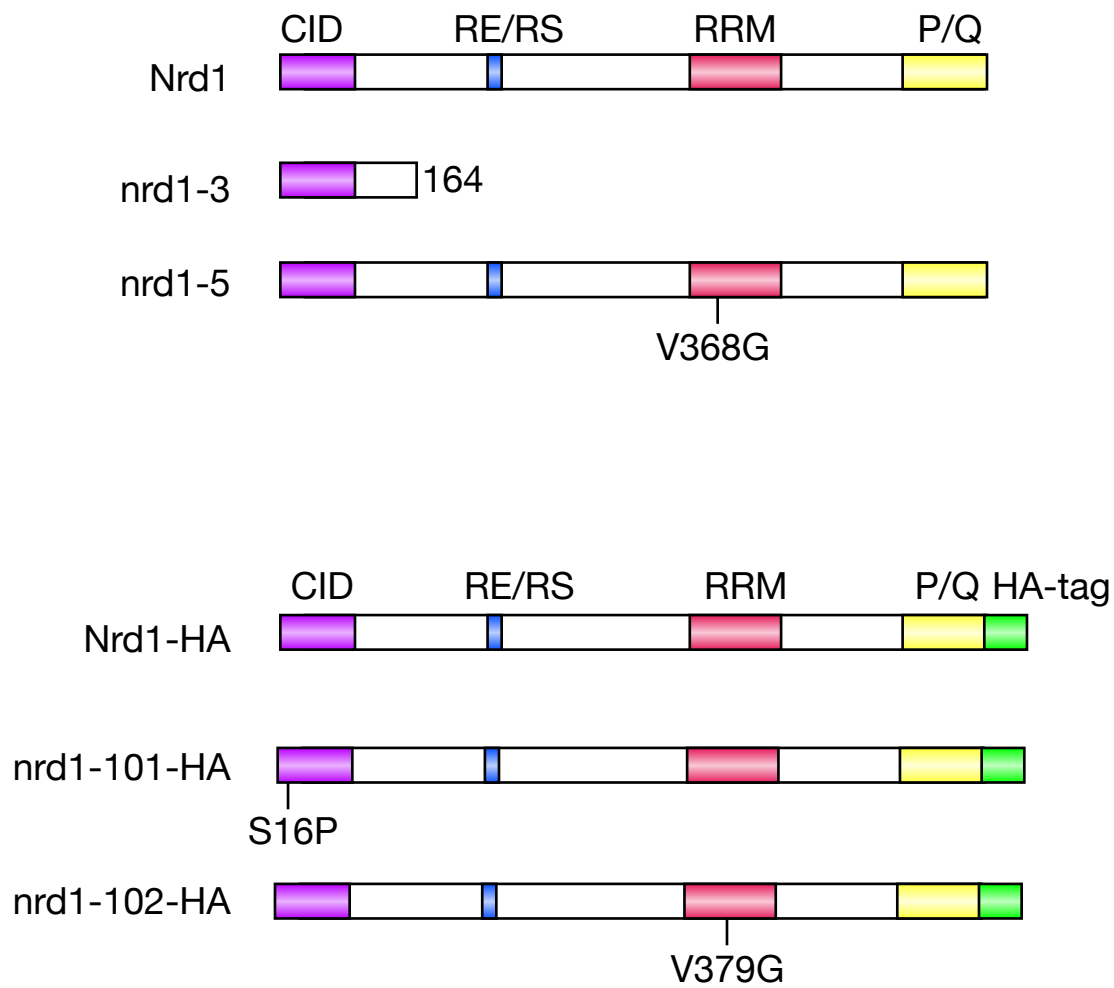 CID RE/RS RRM P/Q
Nrd1
nrd1-3 164
nrd1-5
V368G
CID RE/RS RRM P/Q HA-tag
Nrd1-HA
nrd1-101-HA
S16P
nrd1-102-HA
V379G